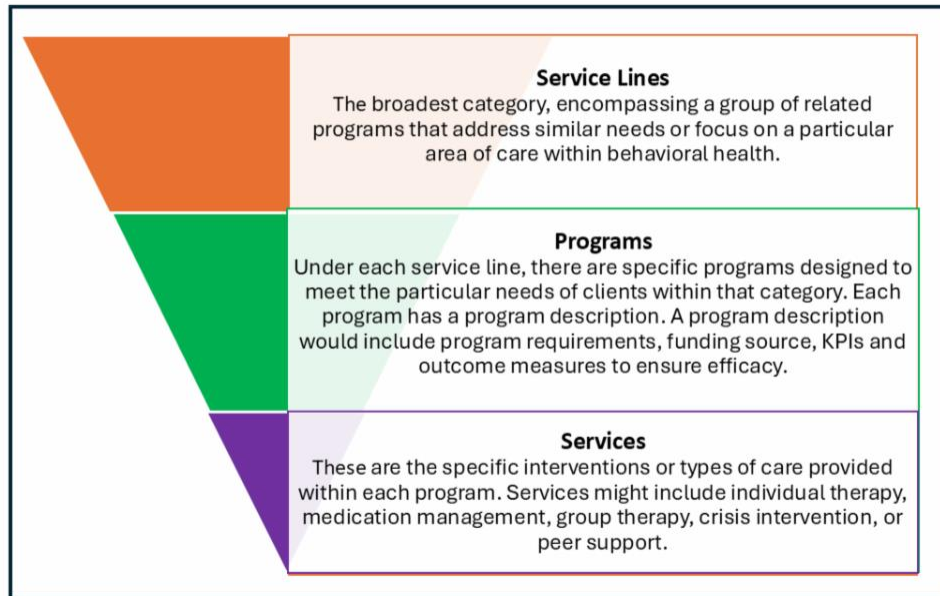 Service Lines
The broadest category, encompassing a group of related
programs that address similar needs or focus on a particular
area of care within behavioral health.
Programs
Under each service line, there are specific programs designed to
meet the particular needs of clients within that category. Each
program has a program description. A program description
would include program requirements, funding source, KPIs and
outcome measures to ensure efficacy.
Services
These are the specific interventions or types of care provided
within each program. Services might include individual therapy,
medication management, group therapy, crisis intervention, or
peer support.